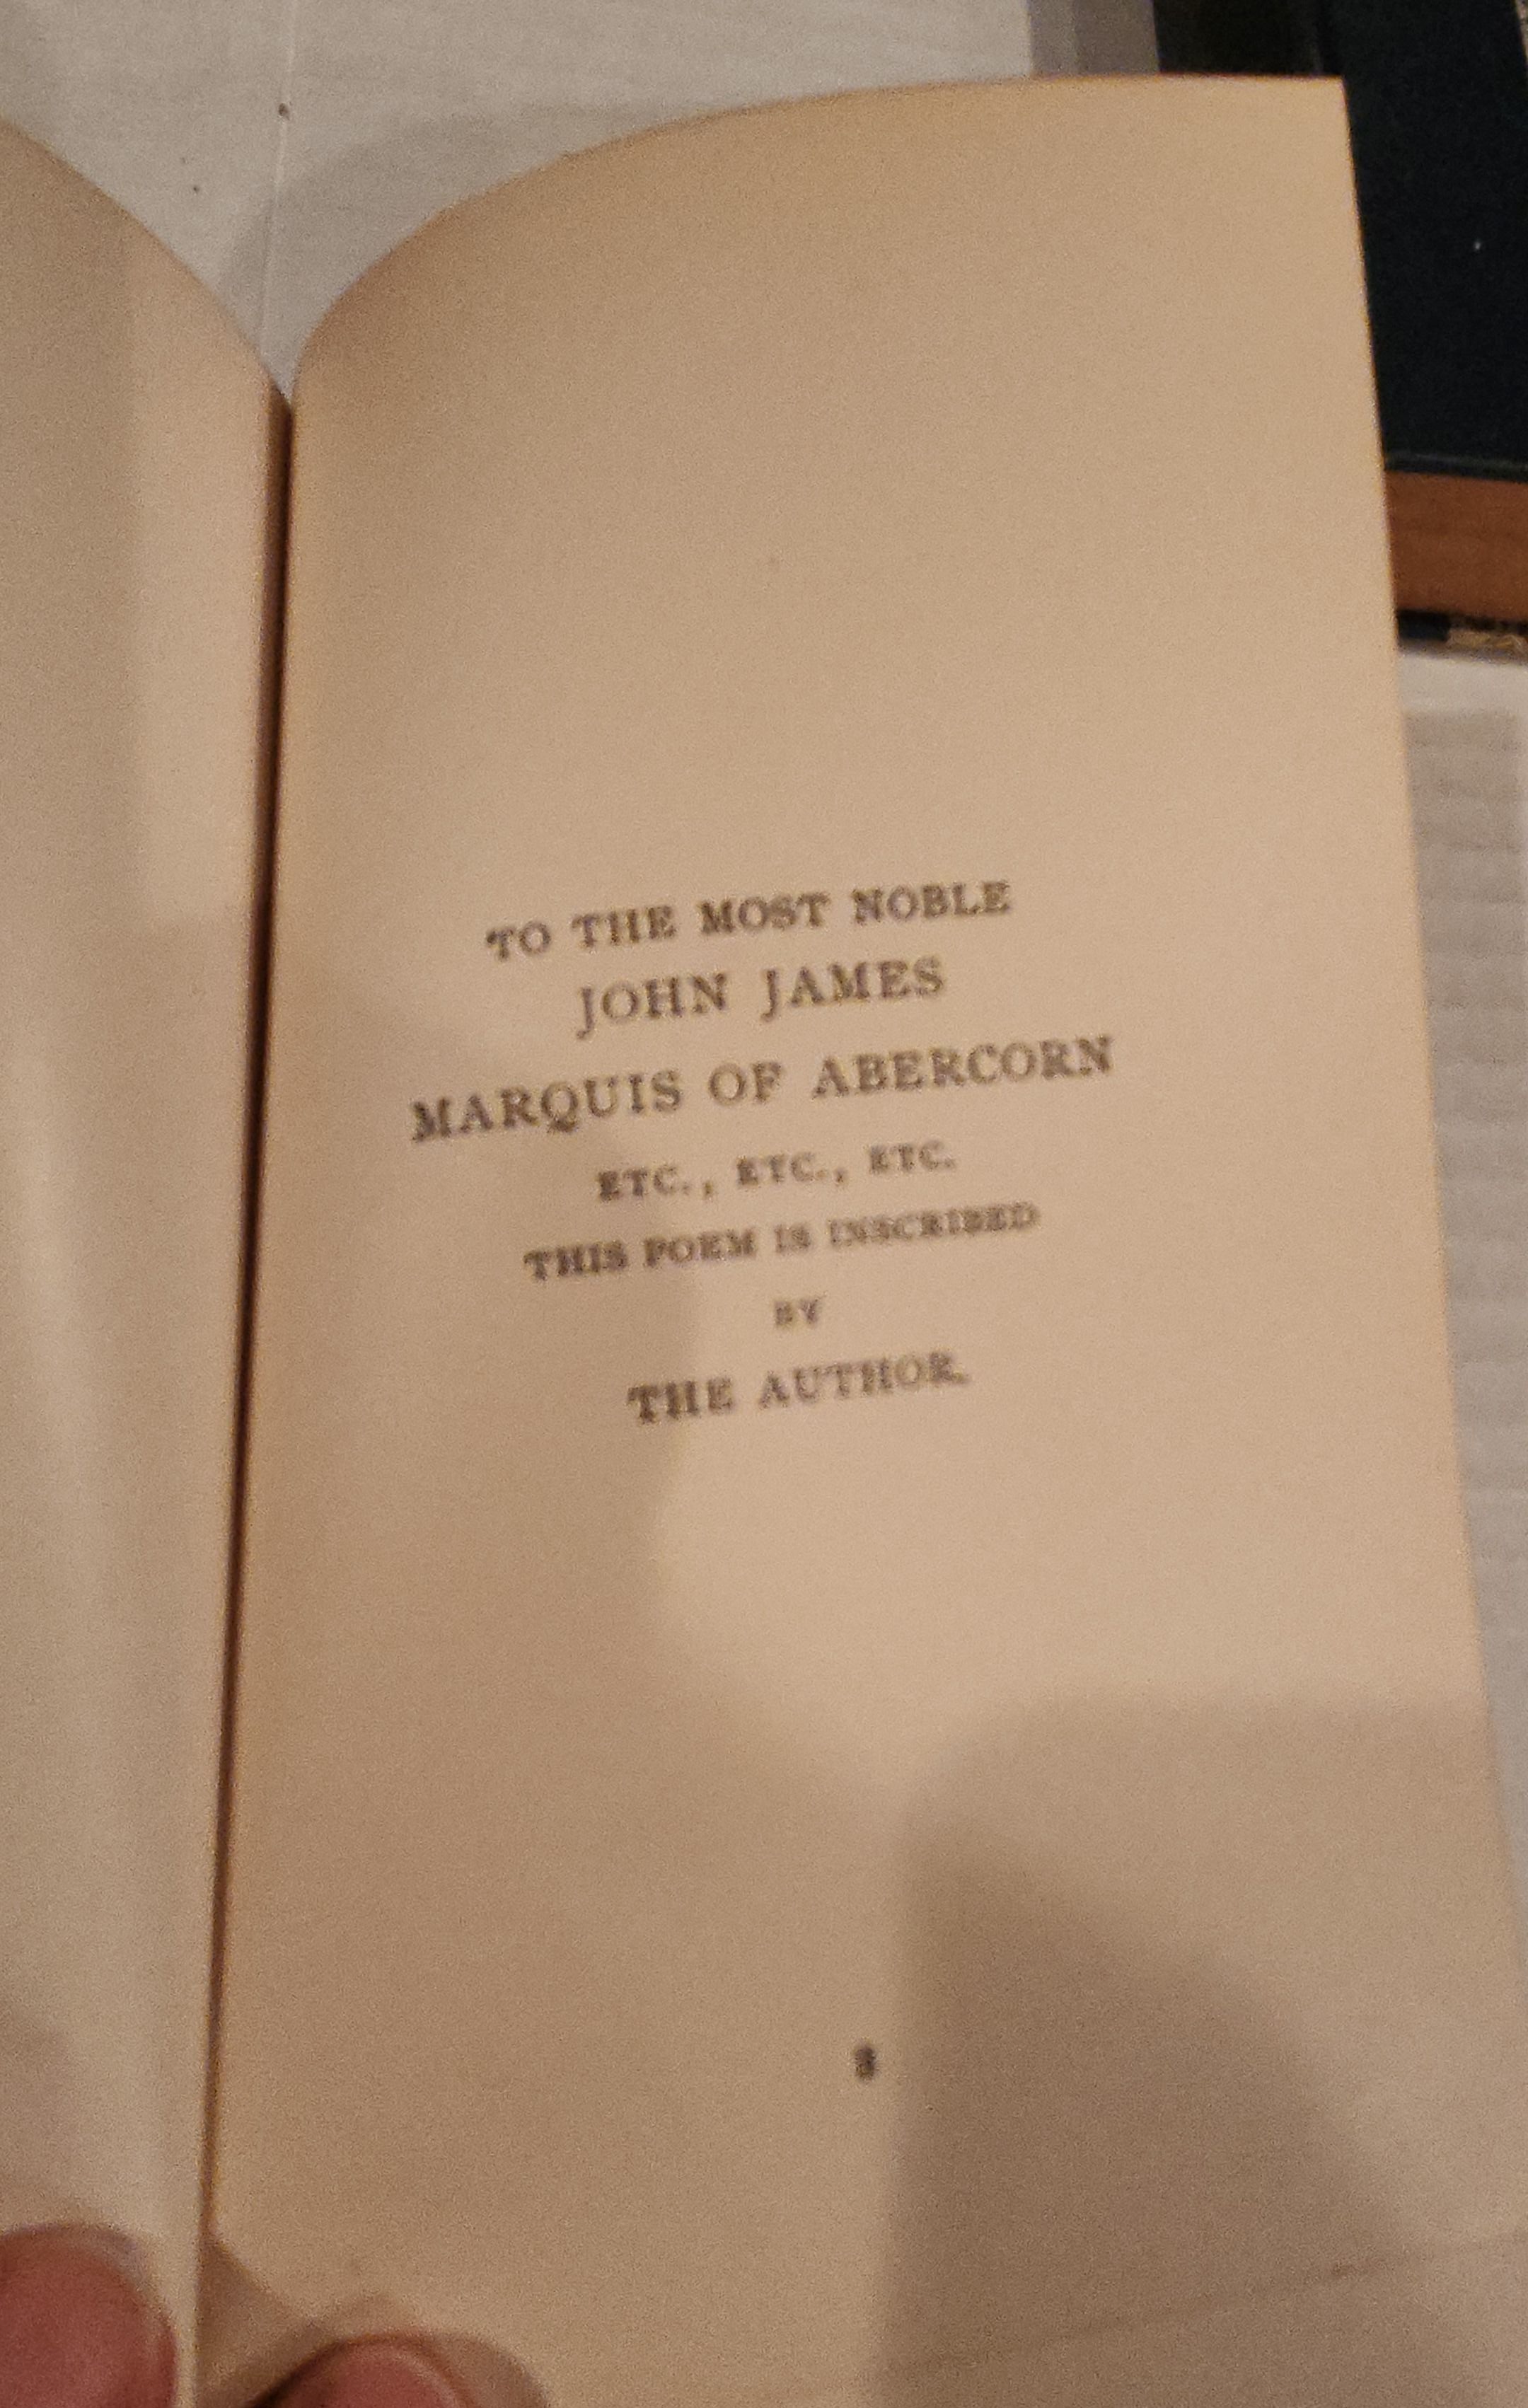 TO THE MOST NOBLE
JOHN JAMES
MARQUIS OF ABERCORN
ETC., ETC., ETC.
THIS POEM IS INSCRIBED
BY
THE AUTHOR.